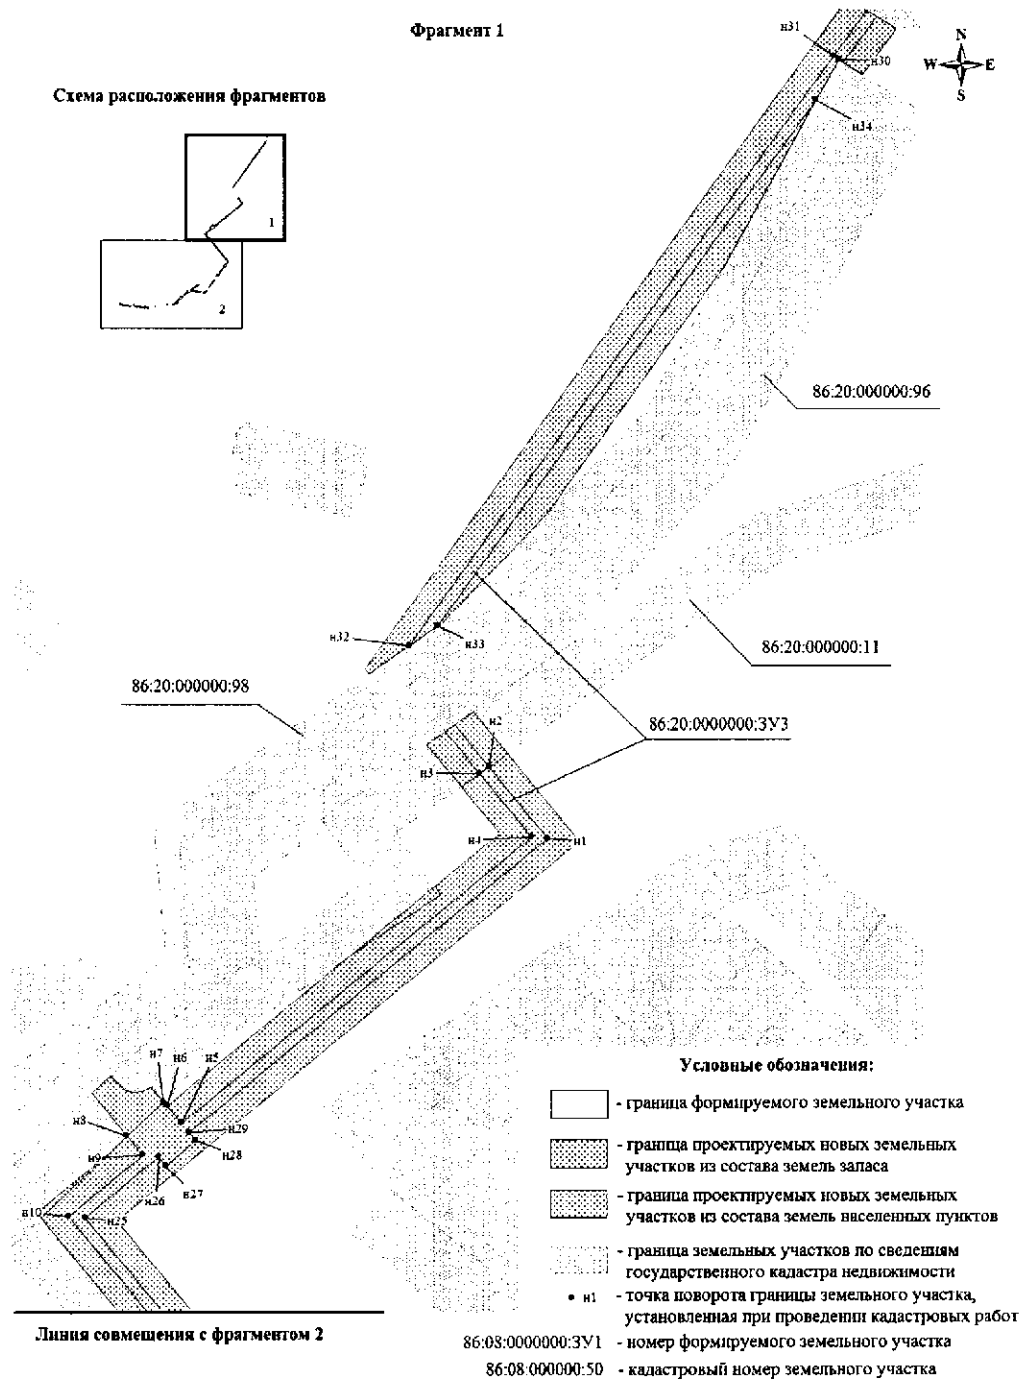 Фрагмент 1
N
W E
S
Схема расположения фрагментов
1
2
н31
н30
н34
86:20:000000:96
н32
н33
86:20:000000:11
86:20:000000:98
86:20:0000000:ЗУ3
н2
н3
н4
н1
н7
н6
н5
н8
н29
н28
н9
н26
н27
н10
н25
Линия совмещения с фрагментом 2
Условные обозначения:
- граница формируемого земельного участка
- граница проектируемых новых земельных
участков из состава земель запаса
- граница проектируемых новых земельных
участков из состава земель населенных пунктов
- граница земельных участков по сведениям
государственного кадастра недвижимости
• н1 - точка поворота границы земельного участка,
установленная при проведении кадастровых работ
86:08:0000000:ЗУ1 - номер формируемого земельного участка
86:08:000000:50 - кадастровый номер земельного участка